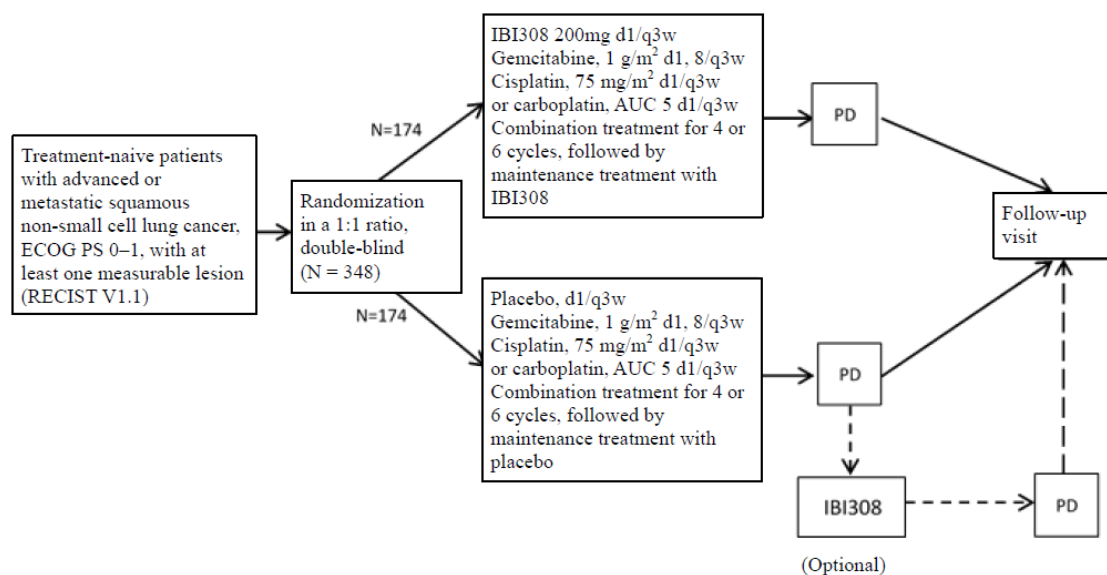 Treatment-naive patients
with advanced or
metastatic squamous
non-small cell lung cancer,
ECOG PS 0–1, with at
least one measurable lesion
(RECIST V1.1)
Randomization
in a 1:1 ratio,
double-blind
(N = 348)
N=174
IBI308 200mg d1/q3w
Gemcitabine, 1 g/m² d1, 8/q3w
Cisplatin, 75 mg/m² d1/q3w
or carboplatin, AUC 5 d1/q3w
Combination treatment for 4 or
6 cycles, followed by
maintenance treatment with
IBI308
PD
N=174
Placebo, d1/q3w
Gemcitabine, 1 g/m² d1, 8/q3w
Cisplatin, 75 mg/m² d1/q3w
or carboplatin, AUC 5 d1/q3w
Combination treatment for 4 or
6 cycles, followed by
maintenance treatment with
placebo
PD
IBI308
(Optional)
PD
Follow-up
visit